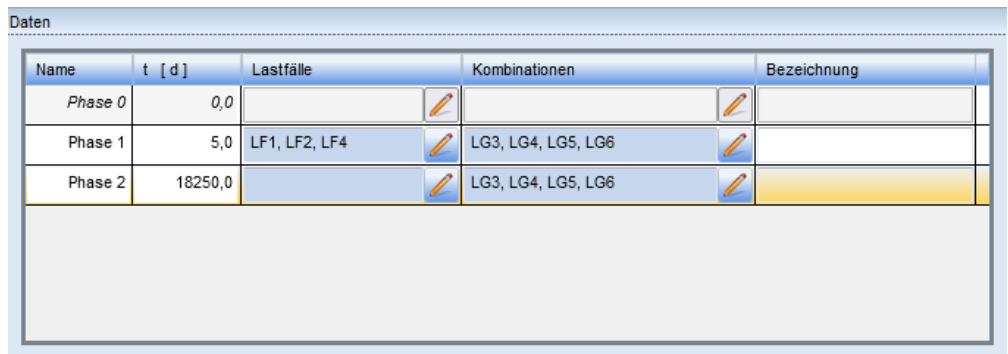 Daten
Name t [d] Lastfälle Kombinationen Bezeichnung
Phase 0 0,0
Phase 1 5,0 LF1, LF2, LF4 LG3, LG4, LG5, LG6
Phase 2 18250,0 LG3, LG4, LG5, LG6